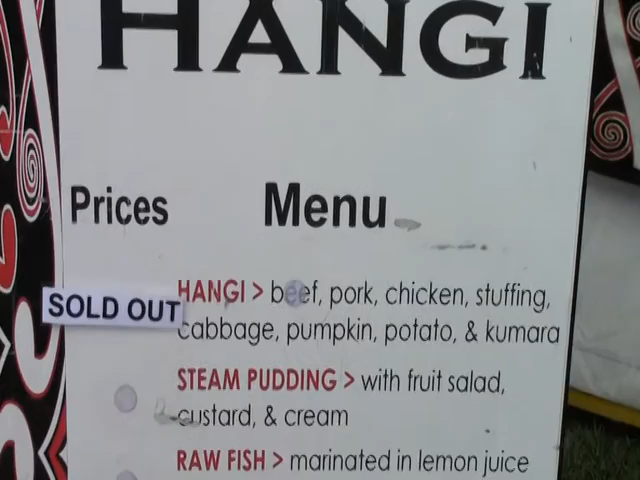 HANGI
Prices Menu
HANGI > beef, pork, chicken, stuffing,
SOLD OUT
cabbage, pumpkin, potato, & kumara
STEAM PUDDING > with fruit salad,
custard, & cream
RAW FISH > marinated in lemon juice